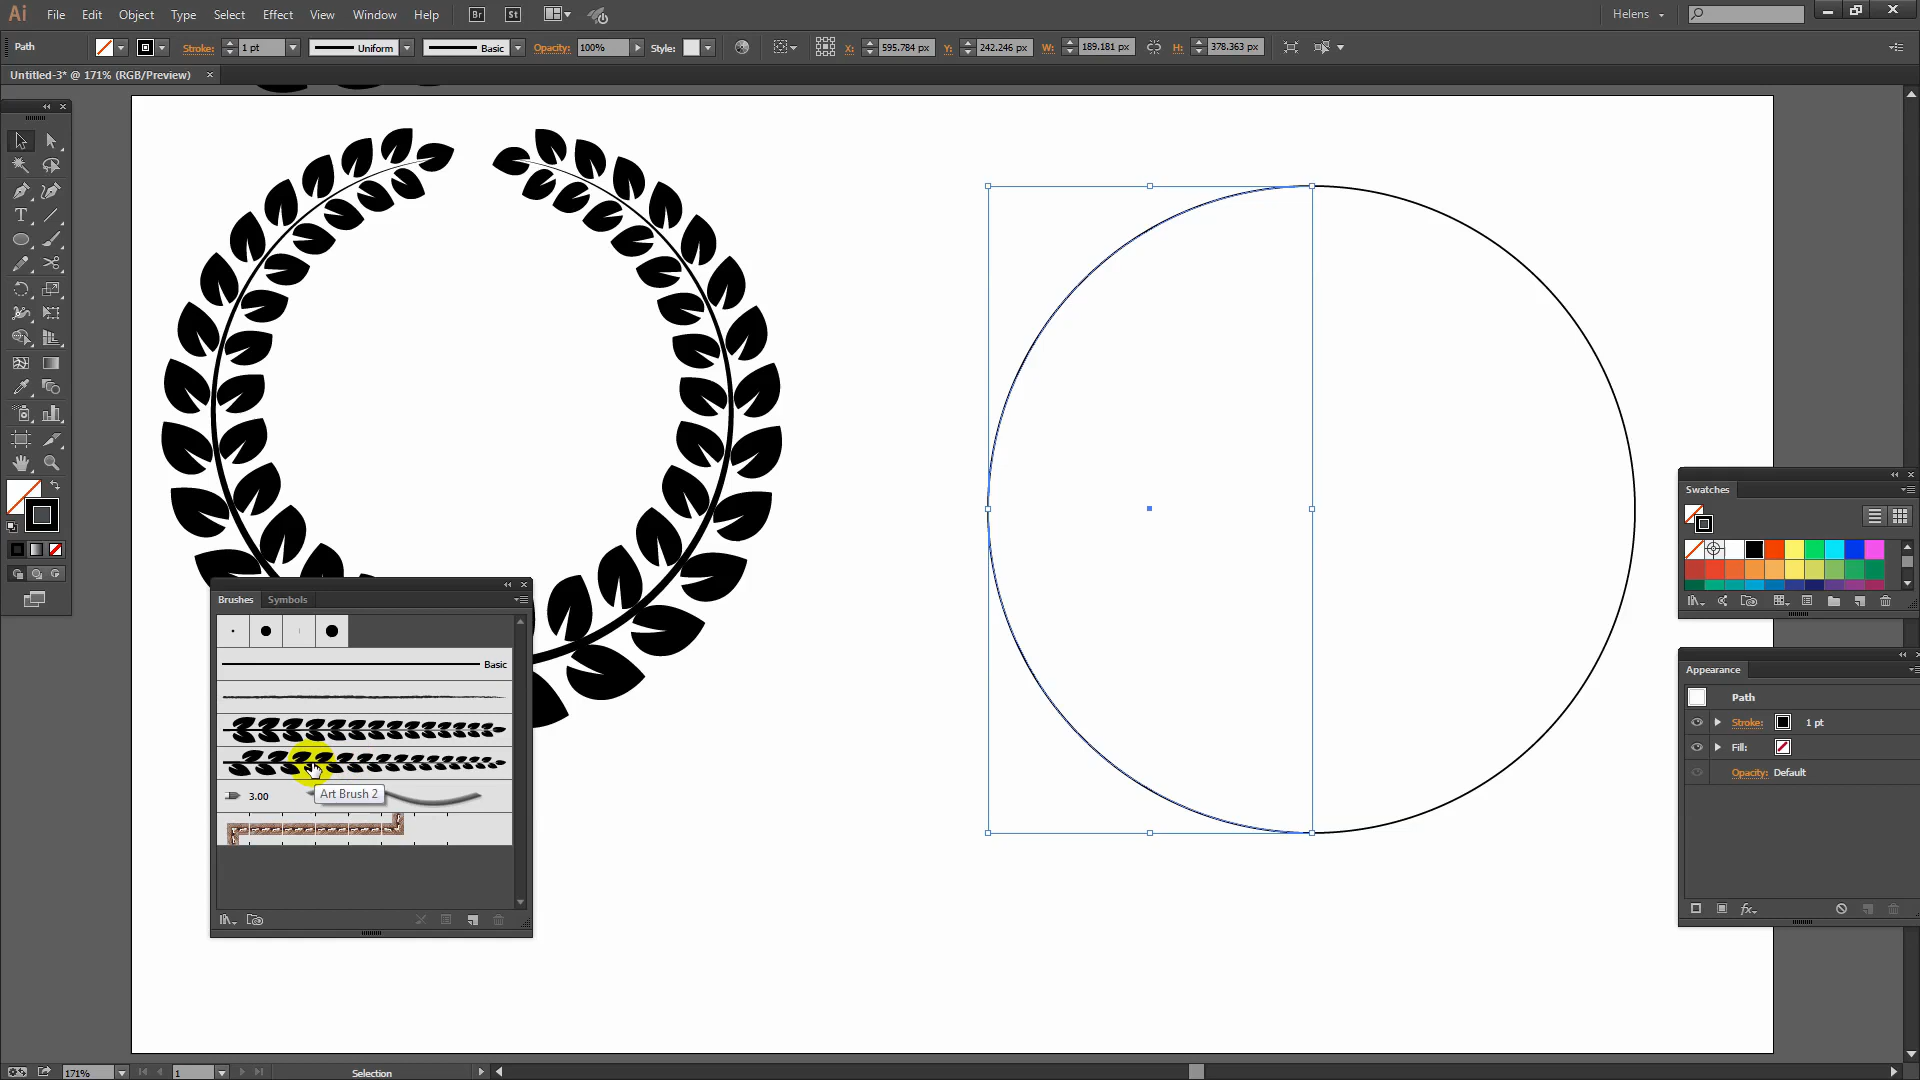 Ai File Edit Object Type Select Effect View Window Help Br St Helens
Path Stroke: 1 pt Uniform Basic Opacity: 100% Style: X: 595.784 px Y: 242.246 px W: 189.181 px H: 378.363 px
Untitled-3* @ 171% (RGB/Preview)
Swatches
Brushes Symbols
Basic
Art Brush 2
3.00
Appearance
Path
Stroke: 1 pt
Fill:
Opacity: Default
171% 1 Selection